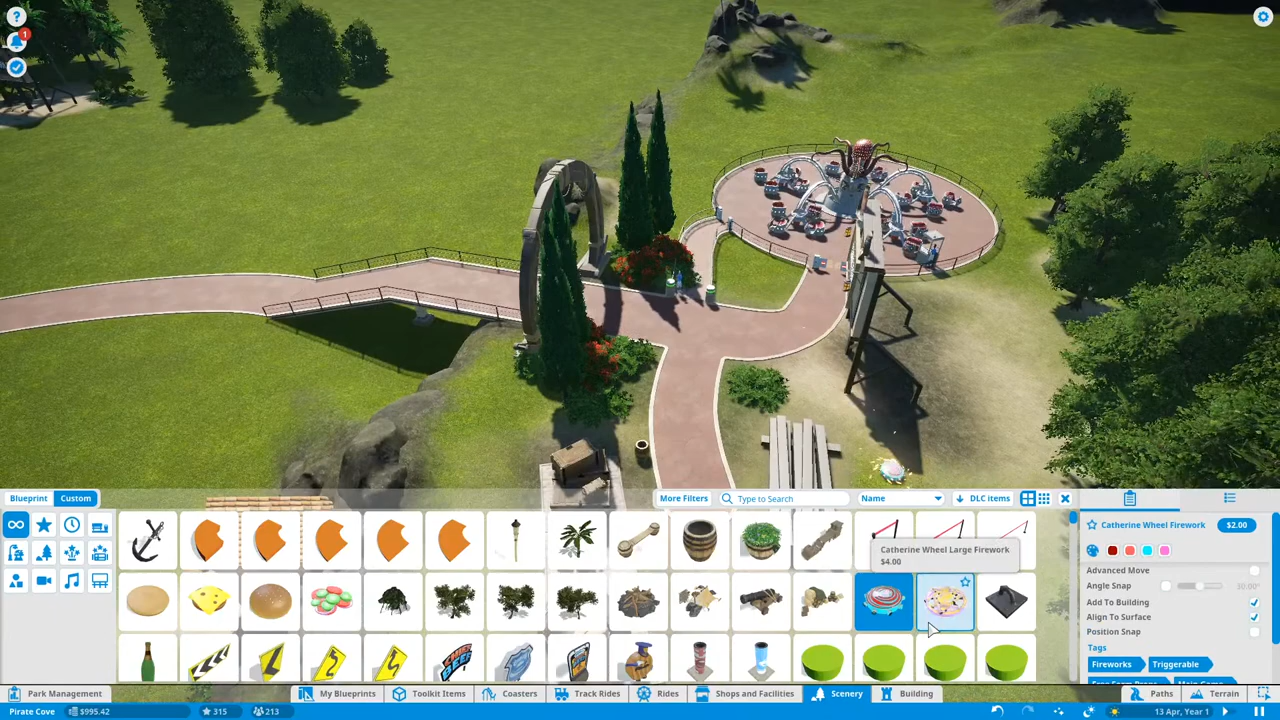 1
Blueprint
Custom
More Filters
Type to Search
Name
DLC items
Catherine Wheel Large Firework
$4.00
Catherine Wheel Firework
$2.00
Advanced Move
Angle Snap
30.00°
Add To Building
Align To Surface
Position Snap
Tags
Fireworks
Triggerable
Park Management
My Blueprints
Toolkit Items
Coasters
Track Rides
Rides
Shops and Facilities
Scenery
Building
Paths
Terrain
Pirate Cove
$995.42
315
213
13 Apr, Year 1